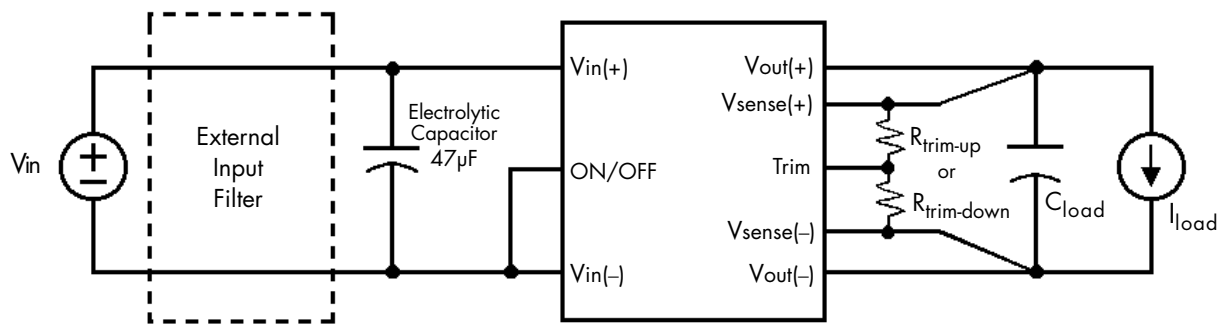 Vin
External
Input
Filter
Electrolytic
Capacitor
47µF
Vin(+)
ON/OFF
Vin(–)
Vout(+)
Vsense(+)
Trim
Vsense(–)
Vout(–)
Rtrim-up
or
Rtrim-down
Cload
Iload